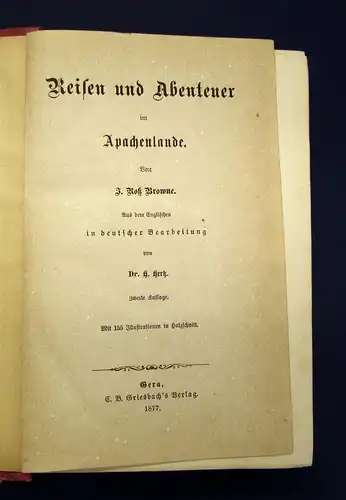 Reisen und Abenteuer
im
Apachenlande.
Von
J. Roß Browne.
Aus dem Englischen
in deutscher Bearbeitung
von
Dr. H. Hertz.
Zweite Auflage.
Mit 155 Illustrationen in Holzschnitt.
Gera,
C. B. Griesbach's Verlag.
1877.